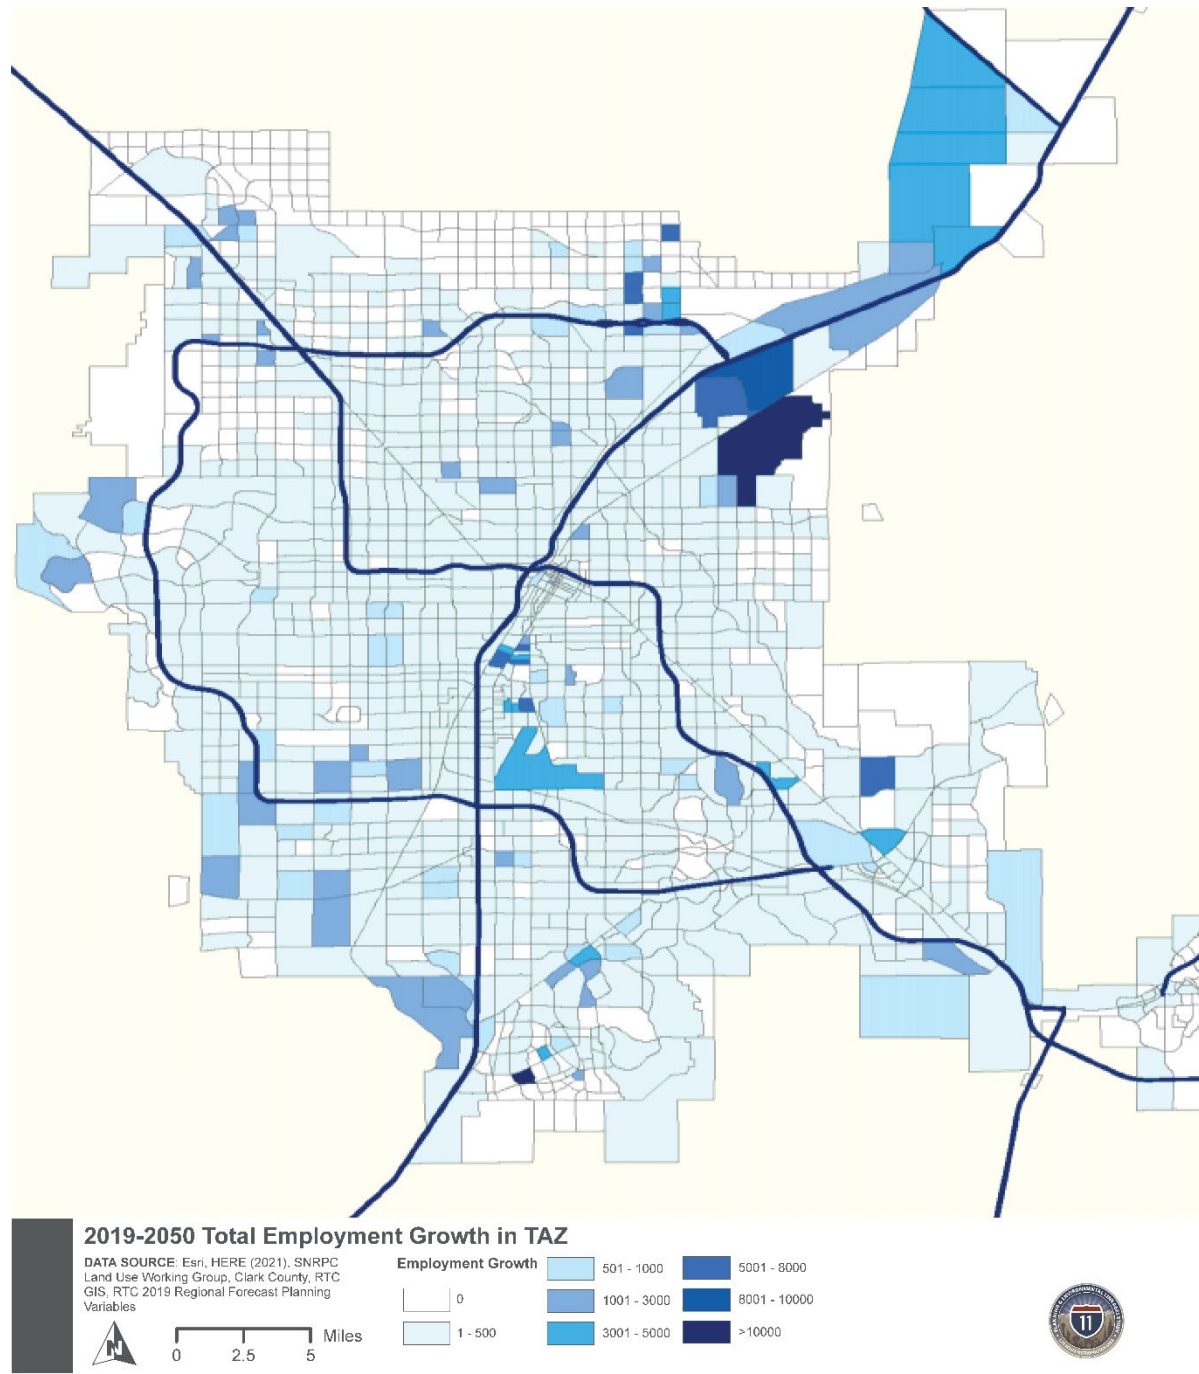 2019-2050 Total Employment Growth in TAZ
DATA SOURCE: Esri, HERE (2021), SNRPC
Land Use Working Group, Clark County, RTC
GIS, RTC 2019 Regional Forecast Planning
Variables
N
0 2.5 5 Miles
Employment Growth
0
1 - 500
501 - 1000
1001 - 3000
3001 - 5000
5001 - 8000
8001 - 10000
>10000
11